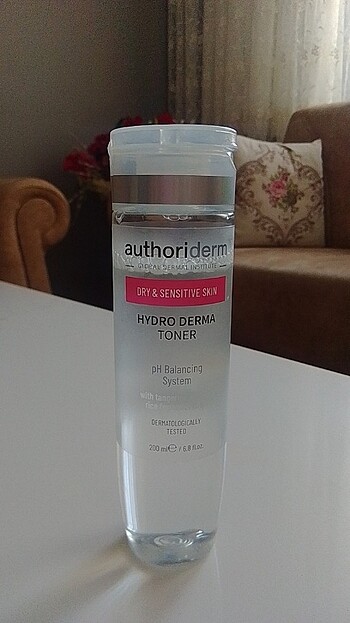 authoriderm
DRY & SENSITIVE SKIN
HYDRO DERMA
TONER
pH Balancing
System
DERMATOLOGICALLY
TESTED
200 ml ℮ / 6.8 fl.oz.